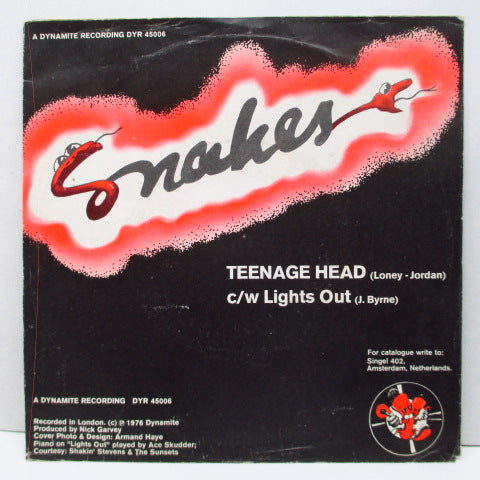 A DYNAMITE RECORDING DYR 45006
Snakes
TEENAGE HEAD (Loney - Jordan)
c/w Lights Out (J. Byrne)
For catalogue write to:
Singel 402,
Amsterdam, Netherlands.
A DYNAMITE RECORDING DYR 45006
Recorded in London. (c) ℗ 1976 Dynamite
Produced by Nick Garvey
Cover Photo & Design: Armand Haye
Piano on "Lights Out" played by Ace Skudder;
Courtesy: Shakin' Stevens & The Sunsets